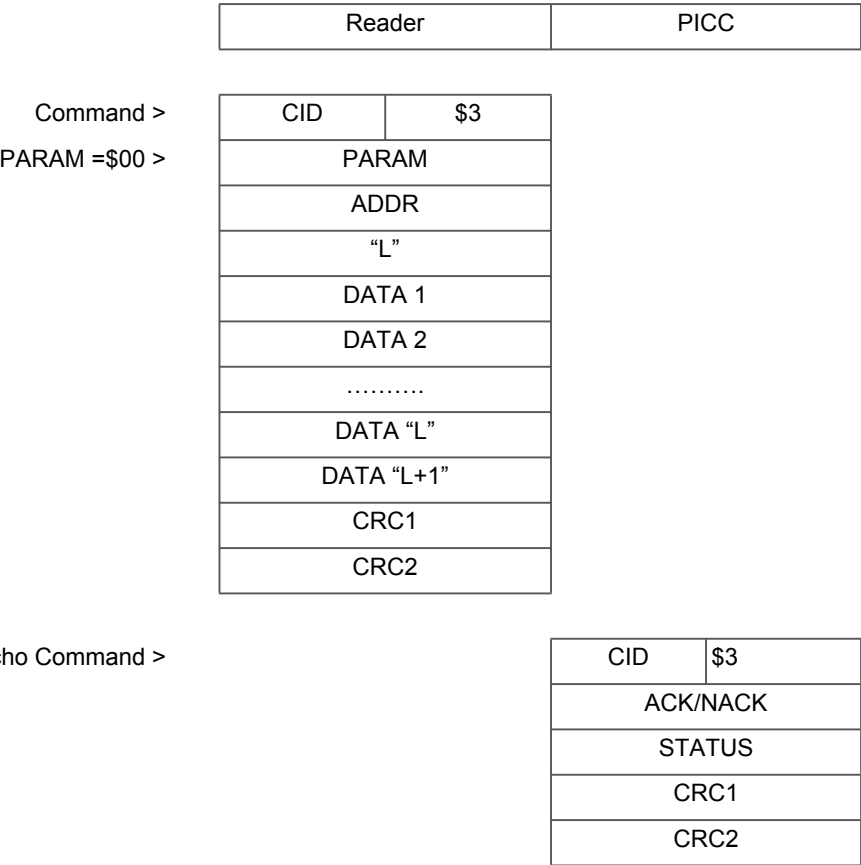 Reader PICC
Command > CID $3
PARAM =$00 > PARAM
ADDR
“L”
DATA 1
DATA 2
……….
DATA “L”
DATA “L+1”
CRC1
CRC2
cho Command > CID $3
ACK/NACK
STATUS
CRC1
CRC2